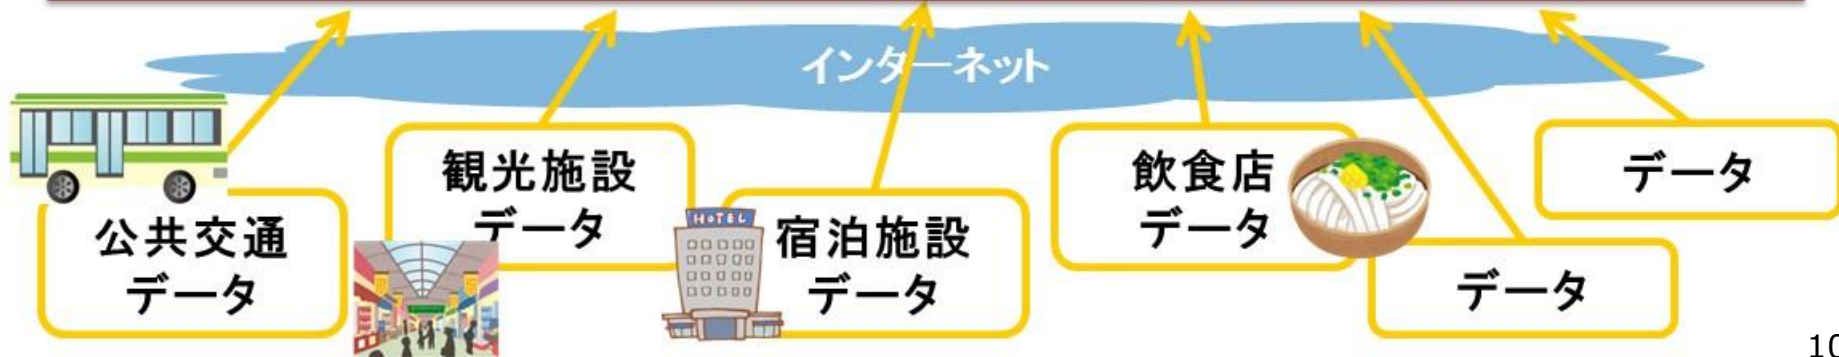 インターネット
公共交通
データ
観光施設
データ
HOTEL
宿泊施設
データ
飲食店
データ
データ
データ
10